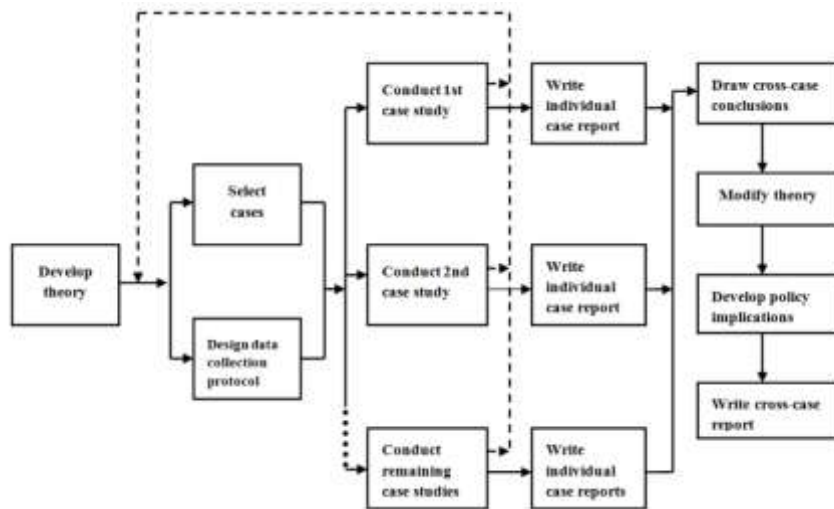 Develop
theory
Select
cases
Design data
collection
protocol
Conduct 1st
case study
Conduct 2nd
case study
Conduct
remaining
case studies
Write
individual
case report
Write
individual
case report
Write
individual
case reports
Draw cross-case
conclusions
Modify theory
Develop policy
implications
Write cross-case
report